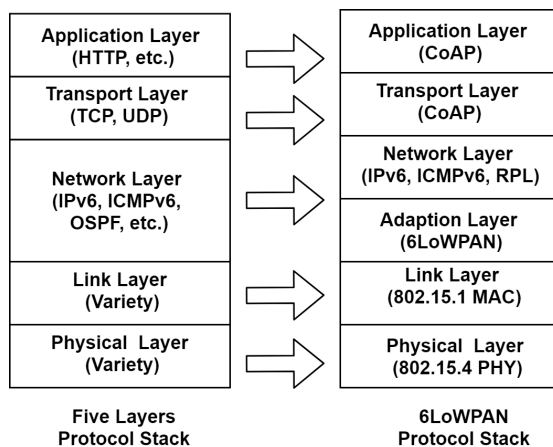 Application Layer
(HTTP, etc.)
Transport Layer
(TCP, UDP)
Network Layer
(IPv6, ICMPv6,
OSPF, etc.)
Link Layer
(Variety)
Physical Layer
(Variety)
Five Layers
Protocol Stack
Application Layer
(CoAP)
Transport Layer
(CoAP)
Network Layer
(IPv6, ICMPv6, RPL)
Adaption Layer
(6LoWPAN)
Link Layer
(802.15.1 MAC)
Physical Layer
(802.15.4 PHY)
6LoWPAN
Protocol Stack